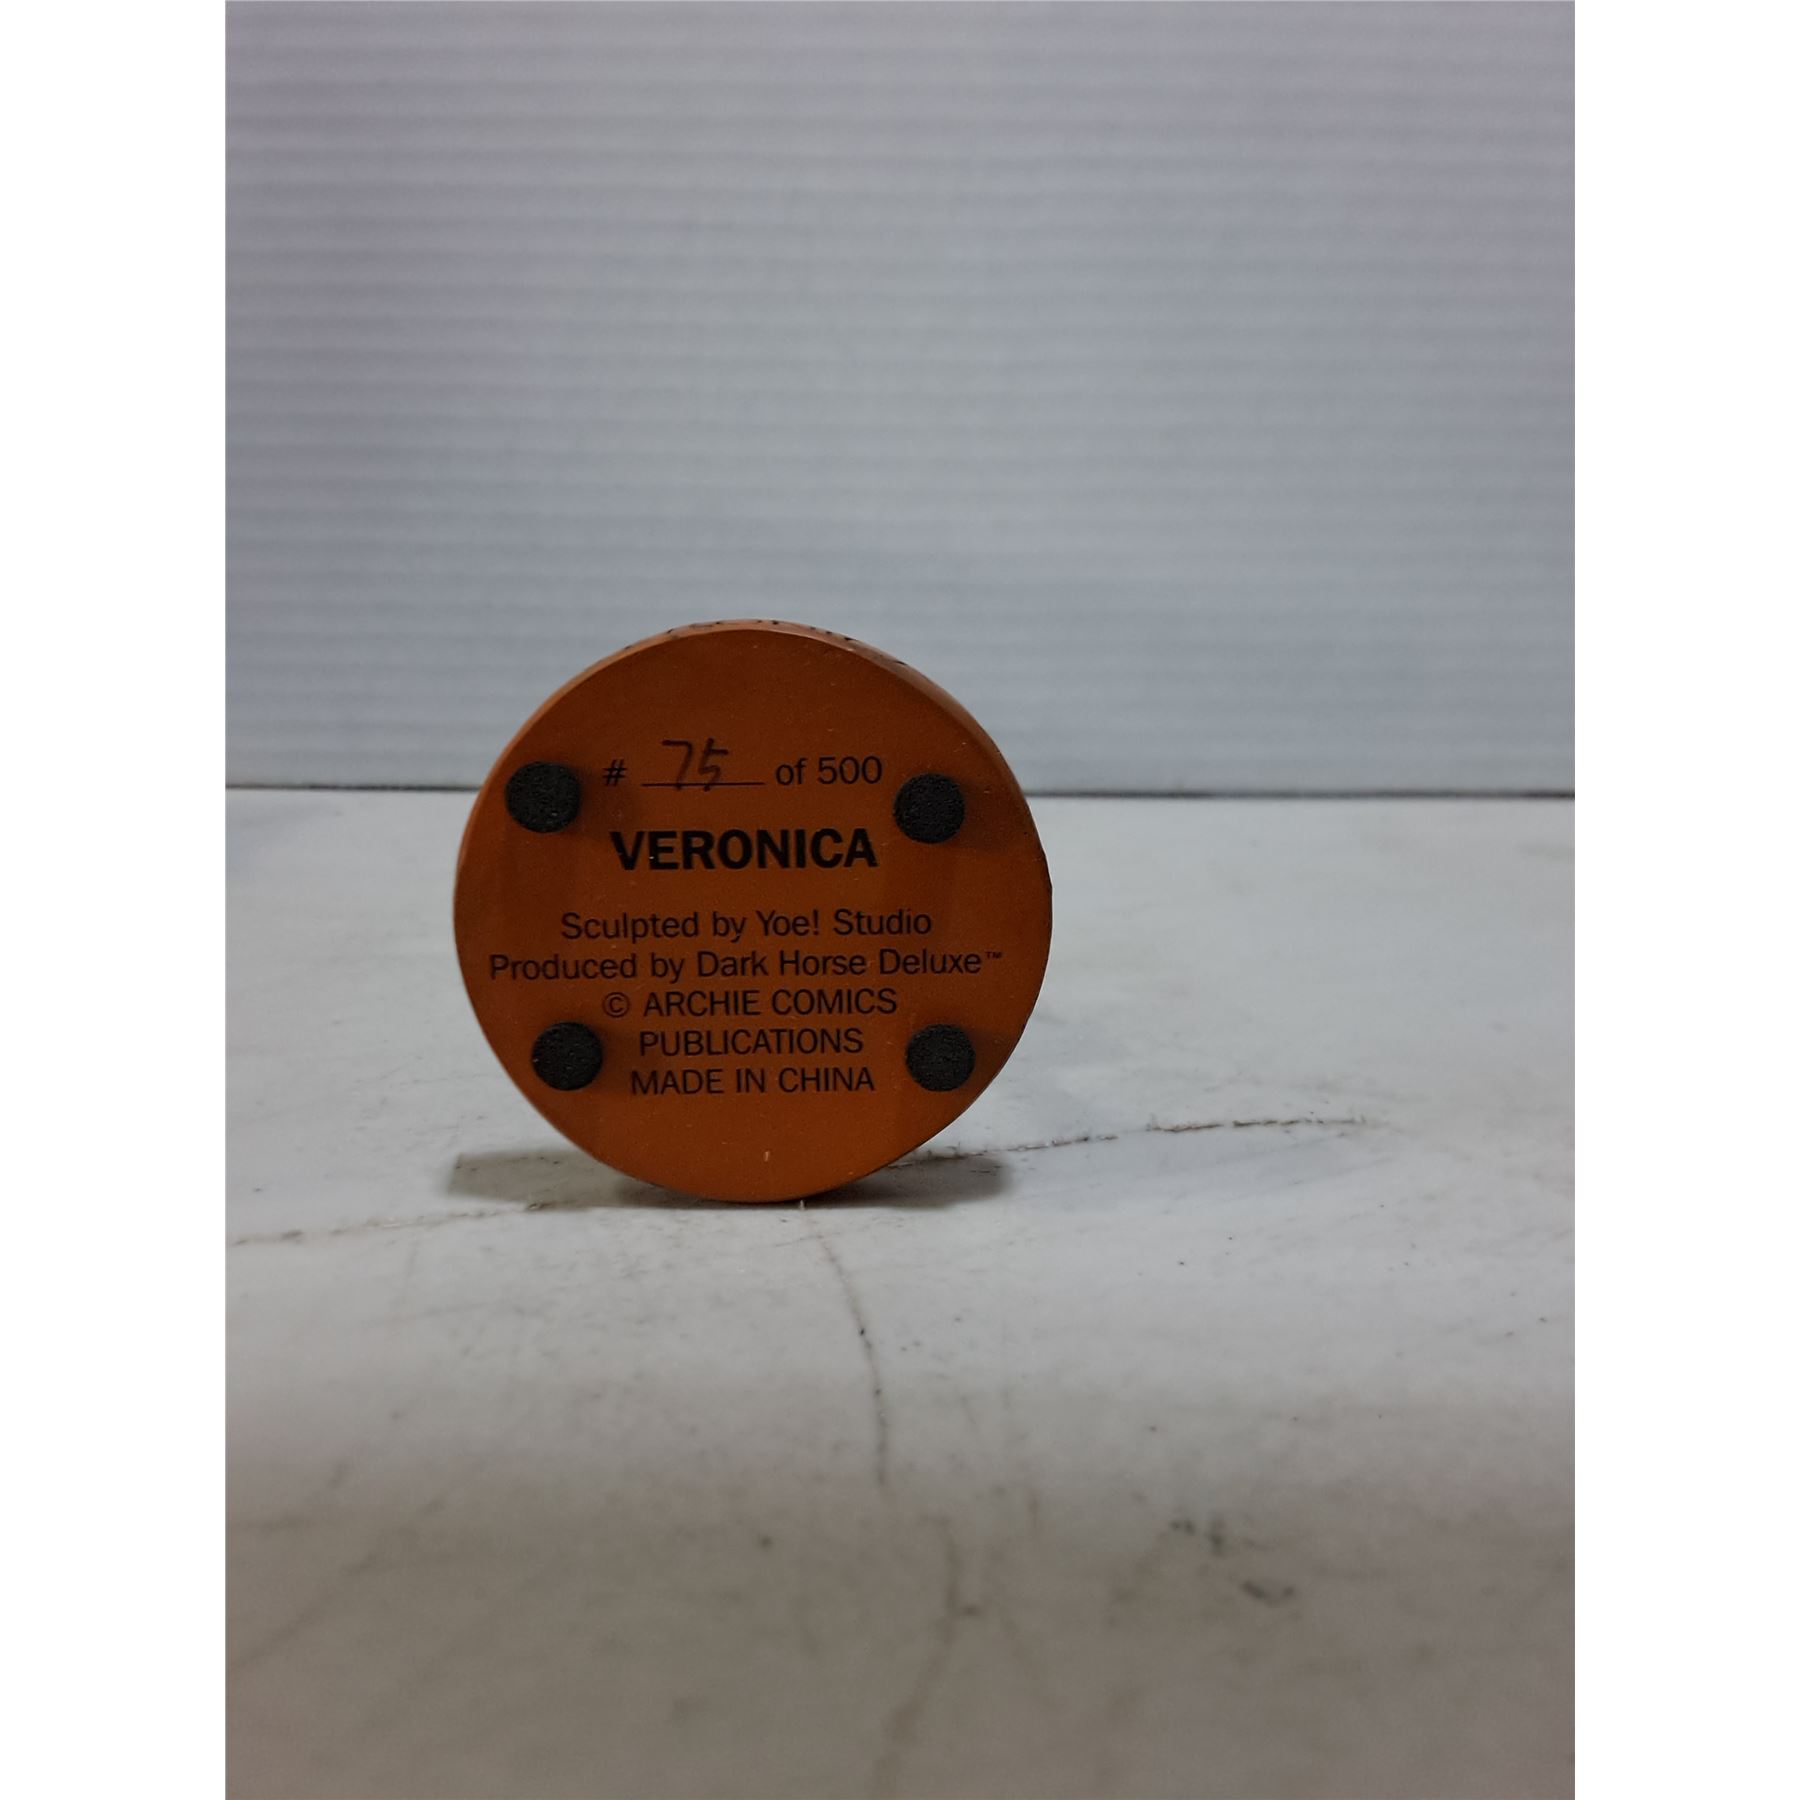 # 75 of 500
VERONICA
Sculpted by Yoe! Studio
Produced by Dark Horse Deluxe™
© ARCHIE COMICS
PUBLICATIONS
MADE IN CHINA